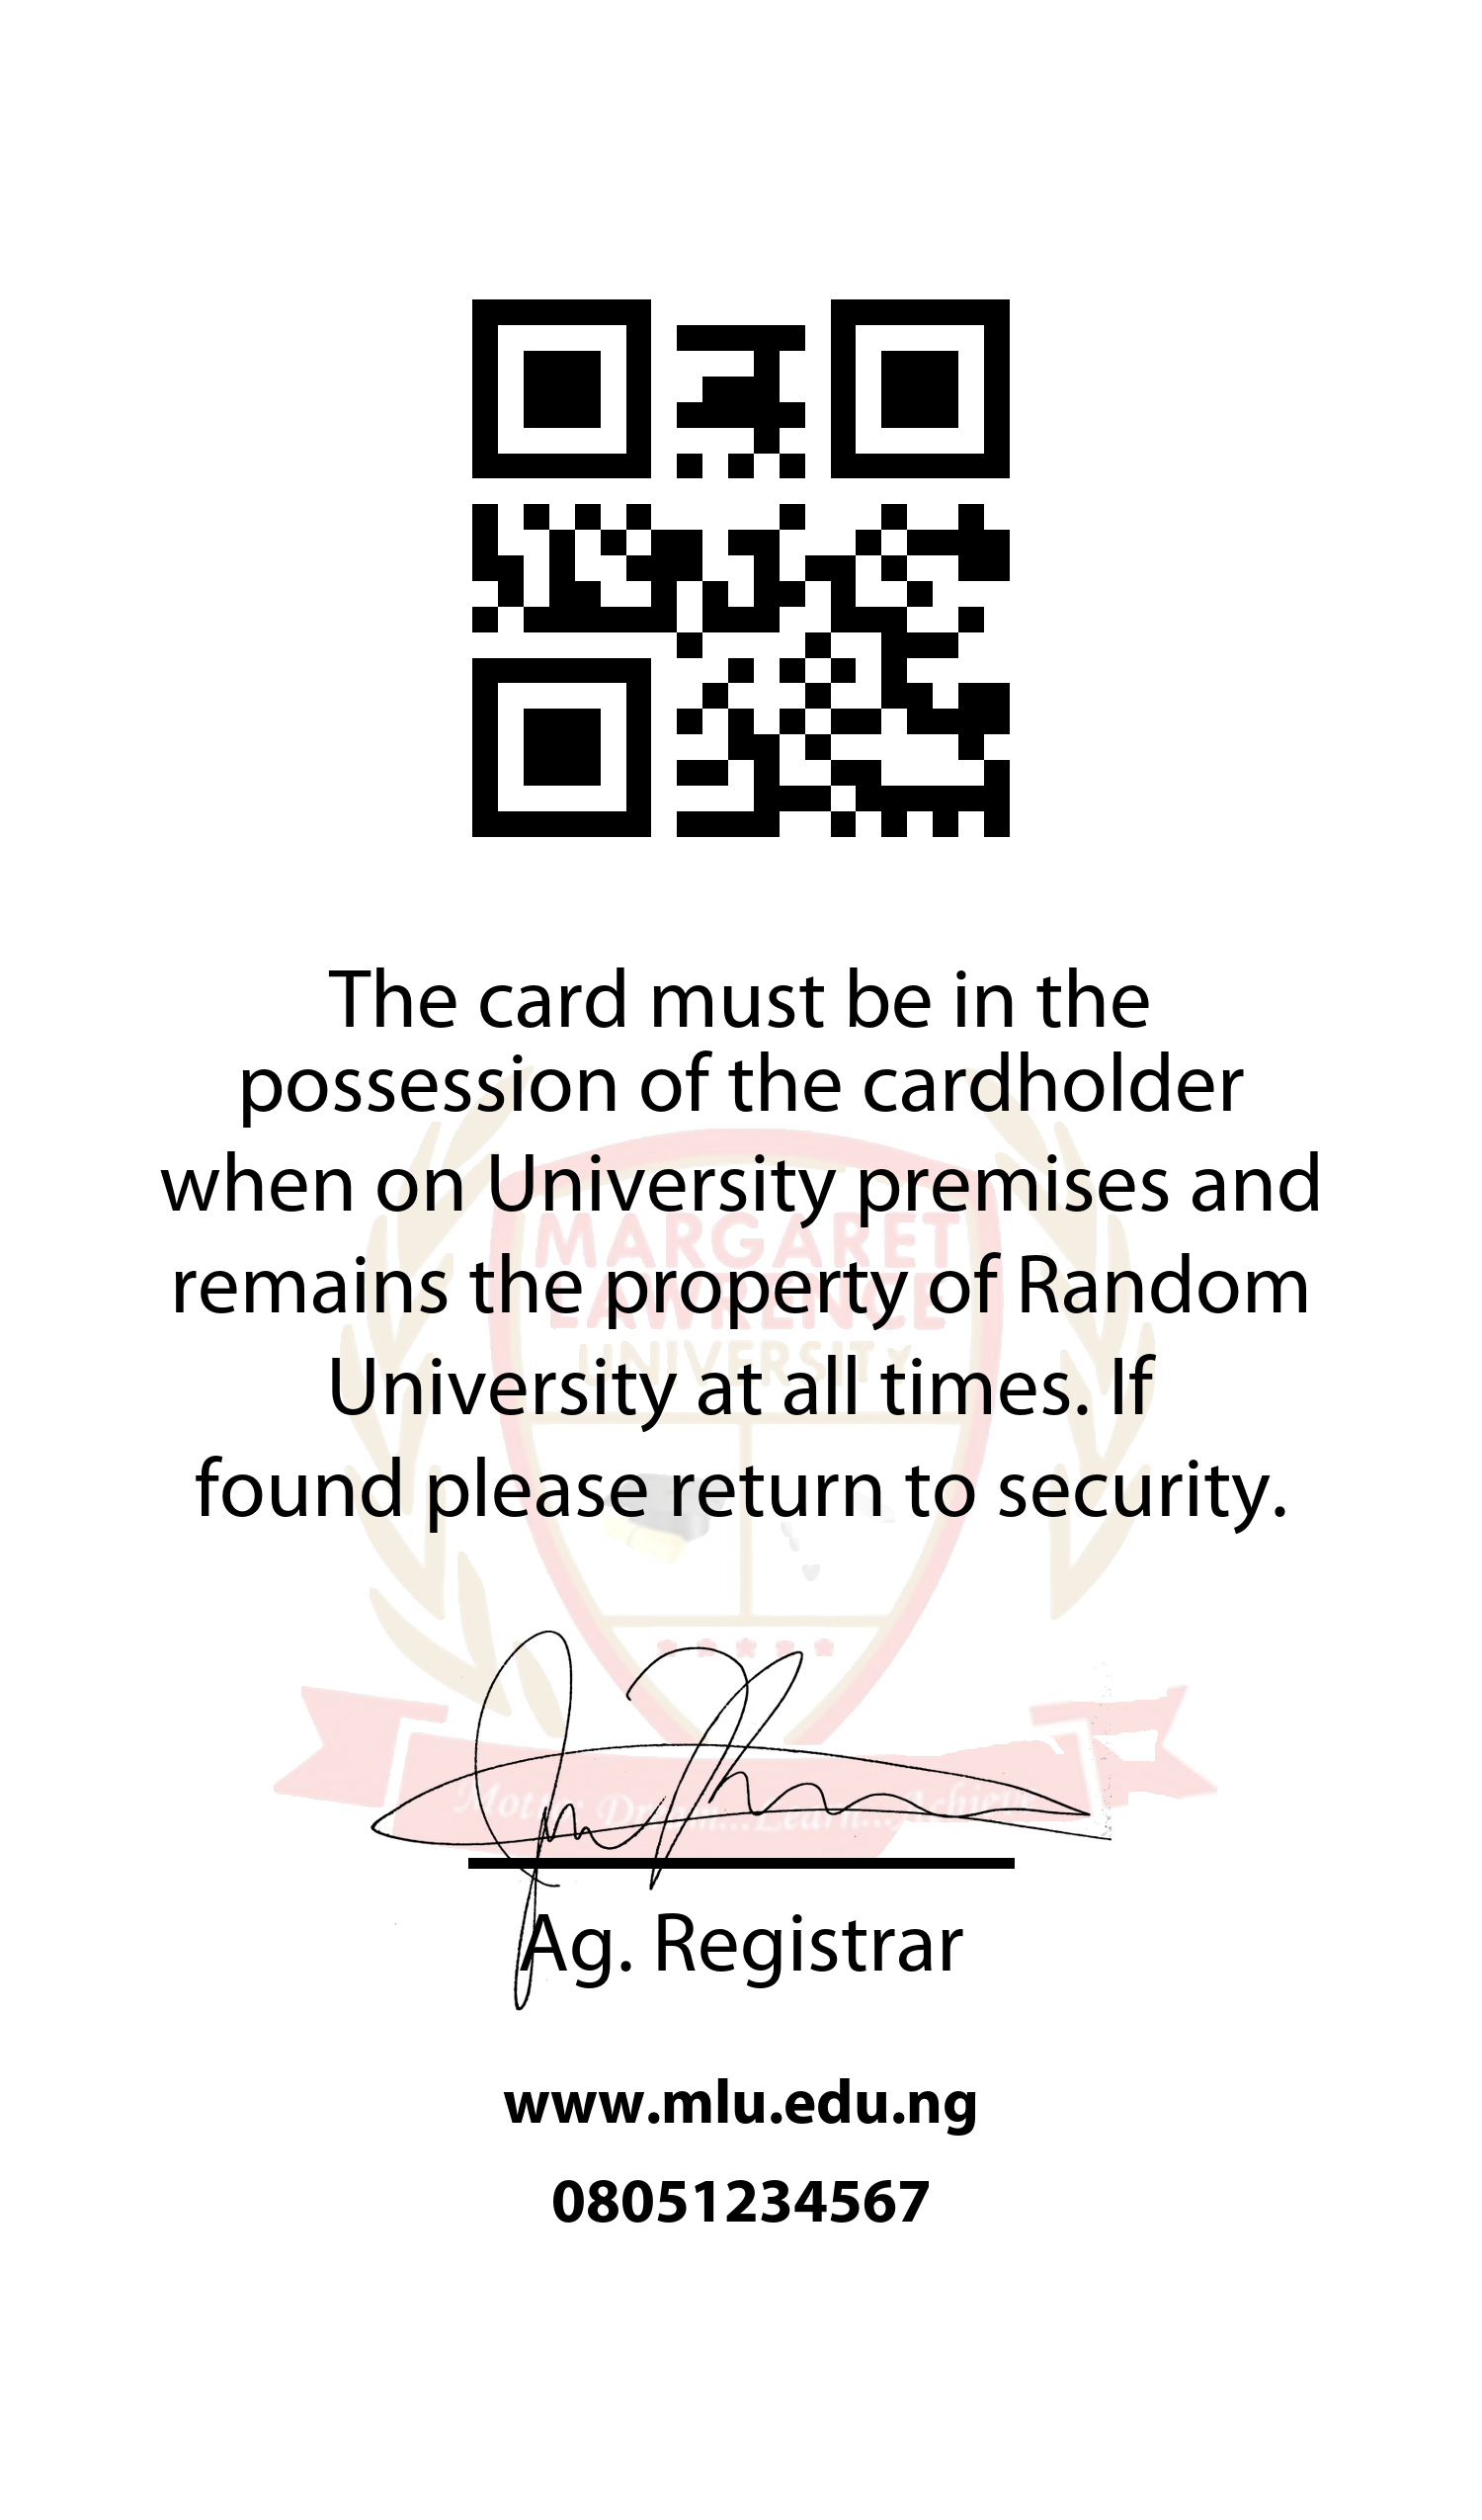 The card must be in the
possession of the cardholder
when on University premises and
remains the property of Random
University at all times. If
found please return to security.
MARGARET
LAWRENCE
UNIVERSITY
Motto: Dream...Learn...Achieve
Ag. Registrar
www.mlu.edu.ng
08051234567